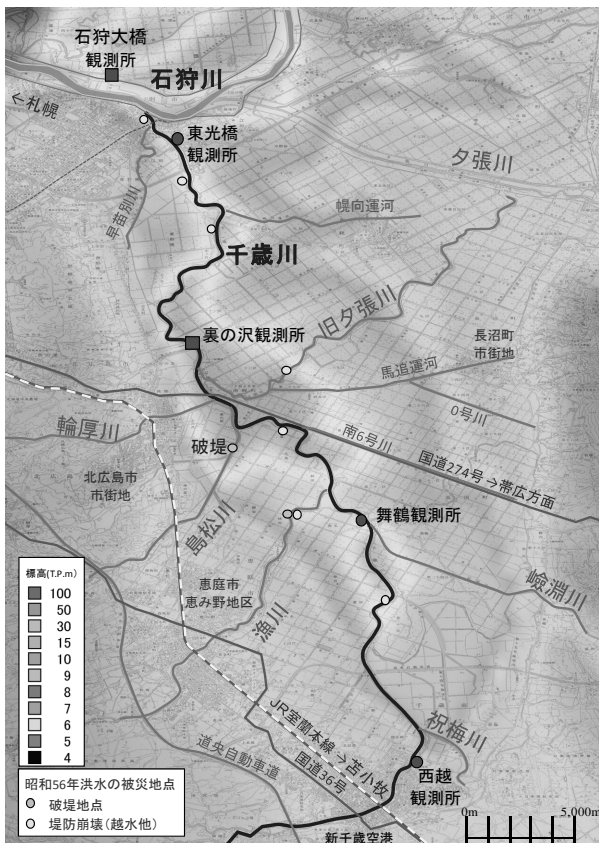 石狩大橋
観測所
石狩川
←札幌
東光橋
観測所
夕張川
早苗別川
幌向運河
千歳川
旧夕張川
裏の沢観測所
長沼町
市街地
馬追運河
0号川
輪厚川
破堤
南6号川
国道274号→帯広方面
北広島市
市街地
島松川
舞鶴観測所
嶮淵川
恵庭市
恵み野地区
漁川
標高(T.P.m)
100
50
30
15
10
9
8
7
6
5
4
JR室蘭本線→苫小牧
祝梅川
道央自動車道
国道36号
西越
観測所
昭和56年洪水の被災地点
破堤地点
堤防崩壊(越水他)
0m
5,000m
新千歳空港